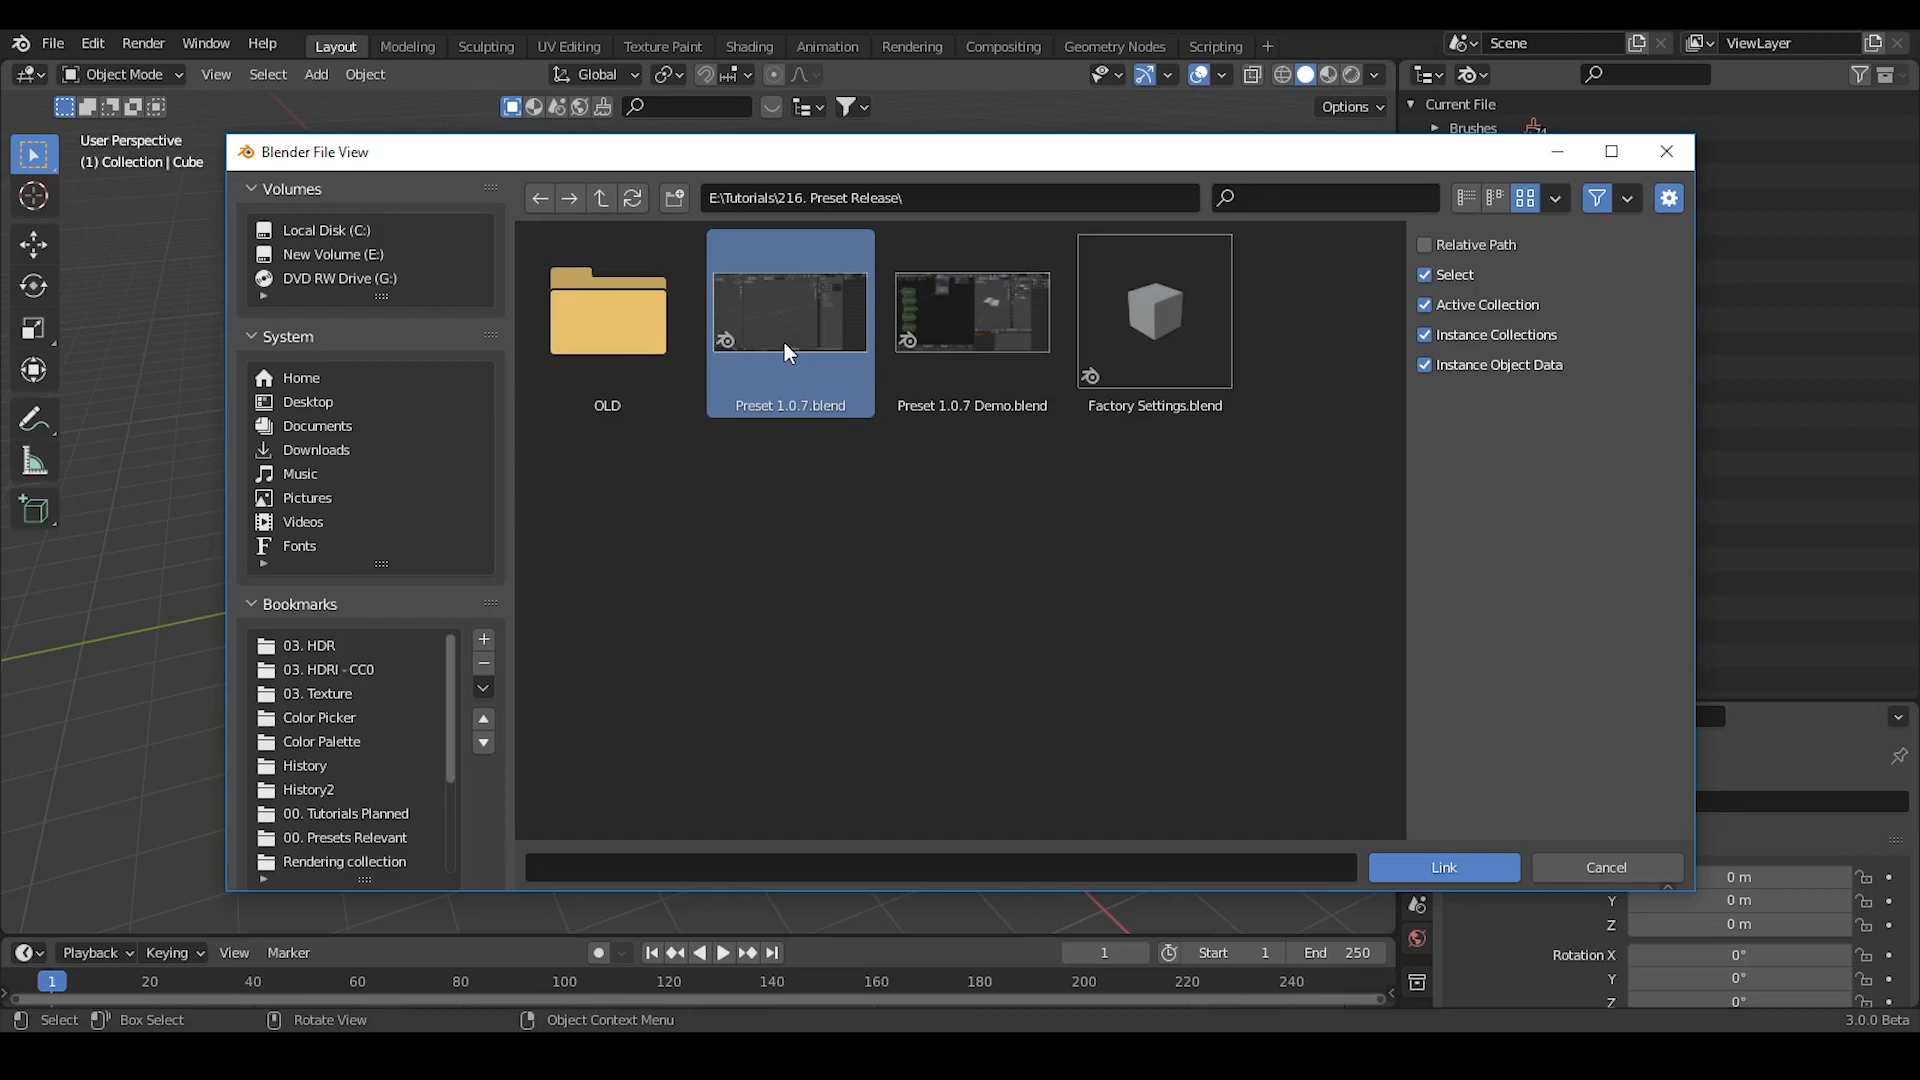 File Edit Render Window Help Layout Modeling Sculpting UV Editing Texture Paint Shading Animation Rendering Compositing Geometry Nodes Scripting + Scene ViewLayer
Object Mode View Select Add Object Global
Options
Current File
Brushes
User Perspective
(1) Collection | Cube
Blender File View
Volumes
Local Disk (C:)
New Volume (E:)
DVD RW Drive (G:)
System
Home
Desktop
Documents
Downloads
Music
Pictures
Videos
Fonts
Bookmarks
03. HDR
03. HDRI - CC0
03. Texture
Color Picker
Color Palette
History
History2
00. Tutorials Planned
00. Presets Relevant
Rendering collection
E:\Tutorials\216. Preset Release\
OLD
Preset 1.0.7.blend
Preset 1.0.7 Demo.blend
Factory Settings.blend
Relative Path
Select
Active Collection
Instance Collections
Instance Object Data
Link Cancel
0 m
Y 0 m
Z 0 m
Rotation X 0°
Y 0°
Z 0°
Playback Keying View Marker 1 Start 1 End 250
1 20 40 60 80 100 120 140 160 180 200 220 240
Select Box Select Rotate View Object Context Menu 3.0.0 Beta